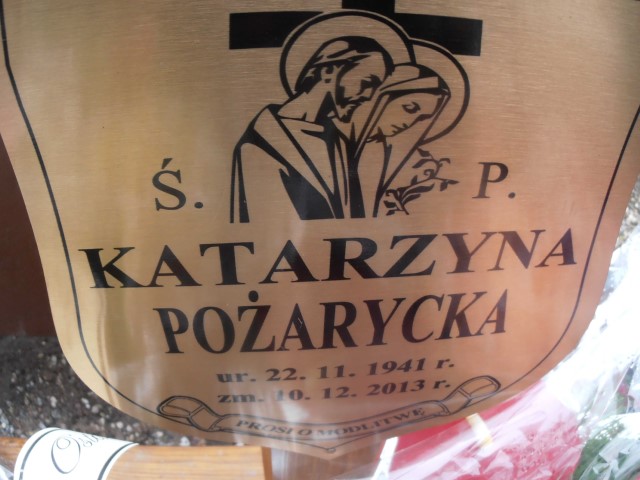 Ś. P.
KATARZYNA
POŻARYCKA
ur. 22. 11. 1941 r.
zm. 10. 12. 2013 r.
PROSI O MODLITWĘ